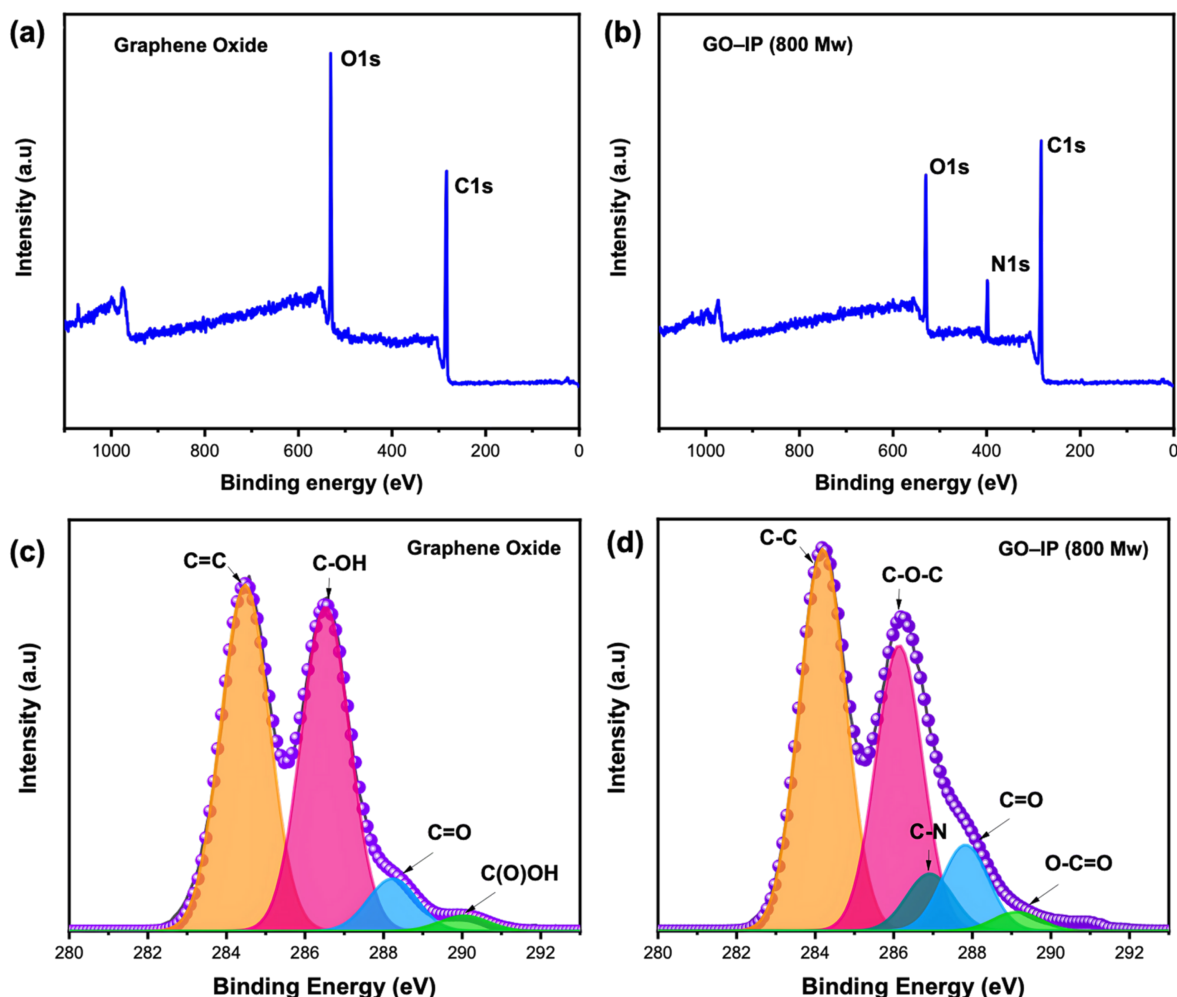 (a)
Graphene Oxide
O1s
C1s
Intensity (a.u)
1000 800 600 400 200 0
Binding energy (eV)
(b)
GO–IP (800 Mw)
O1s
N1s
C1s
Intensity (a.u)
1000 800 600 400 200 0
Binding energy (eV)
(c)
Graphene Oxide
C=C
C-OH
C=O
C(O)OH
Intensity (a.u)
280 282 284 286 288 290 292
Binding Energy (eV)
(d)
GO–IP (800 Mw)
C-C
C-O-C
C-N
C=O
O-C=O
Intensity (a.u)
280 282 284 286 288 290 292
Binding Energy (eV)